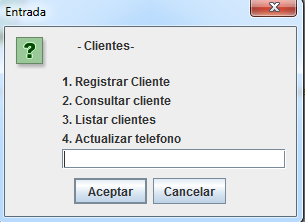 Entrada
- Clientes-
1. Registrar Cliente
2. Consultar cliente
3. Listar clientes
4. Actualizar telefono
Aceptar
Cancelar